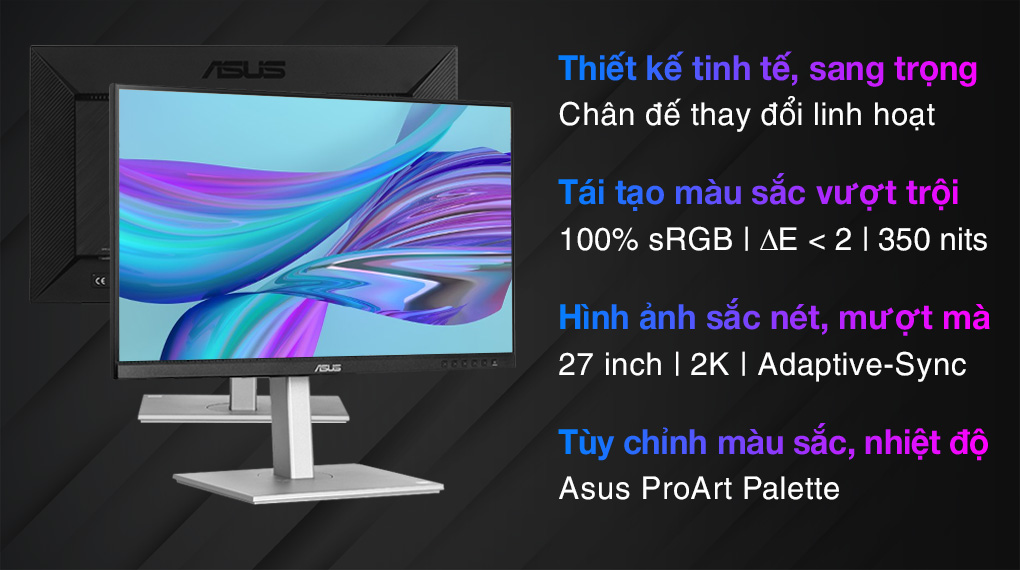 ASUS
ASUS
CE
Thiết kế tinh tế, sang trọng
Chân đế thay đổi linh hoạt
Tái tạo màu sắc vượt trội
100% sRGB | ΔE < 2 | 350 nits
Hình ảnh sắc nét, mượt mà
27 inch | 2K | Adaptive-Sync
Tùy chỉnh màu sắc, nhiệt độ
Asus ProArt Palette